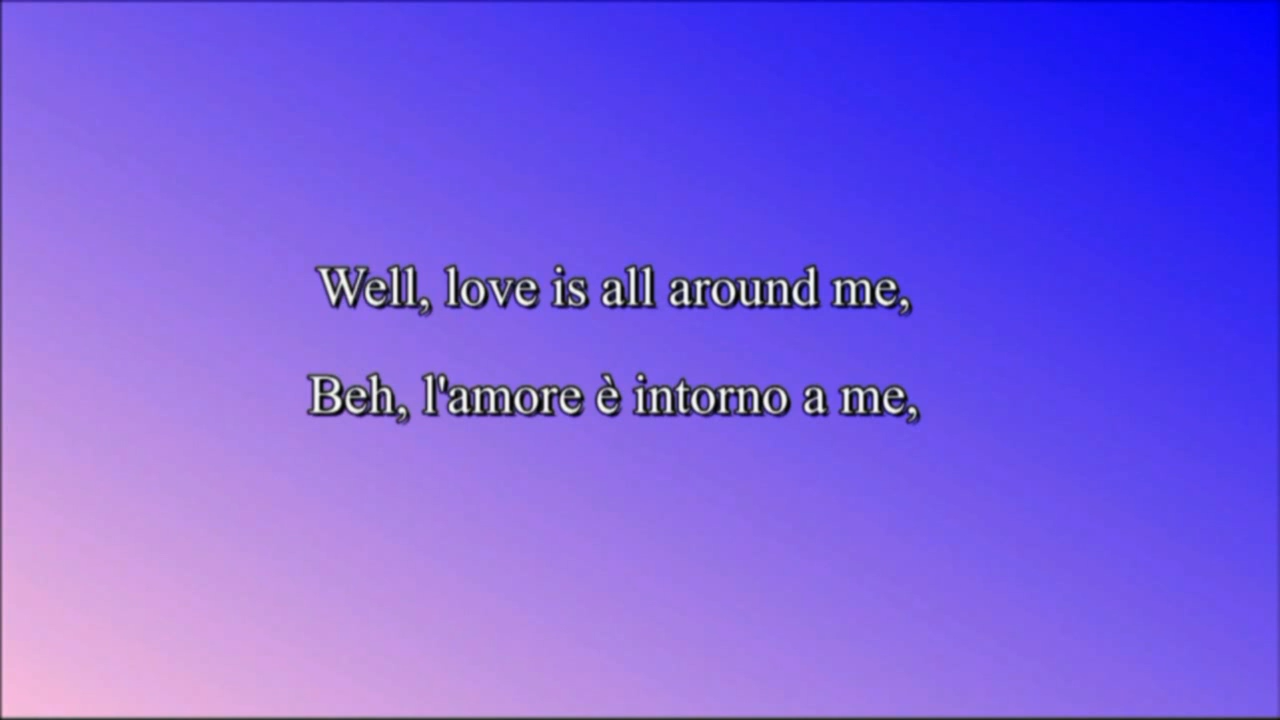 Well, love is all around me,
Beh, l'amore è intorno a me,